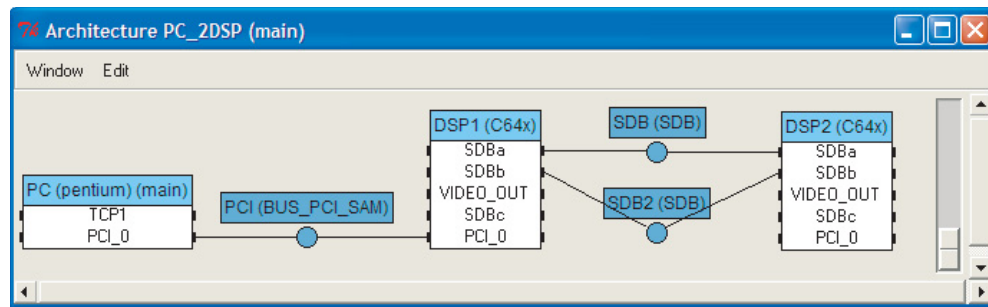 Architecture PC_2DSP (main)
Window Edit
DSP1 (C64x)
SDBa
SDBb
VIDEO_OUT
SDBc
PCI_0
SDB (SDB)
SDB2 (SDB)
DSP2 (C64x)
SDBa
SDBb
VIDEO_OUT
SDBc
PCI_0
PC (pentium) (main)
TCP1
PCI_0
PCI (BUS_PCI_SAM)